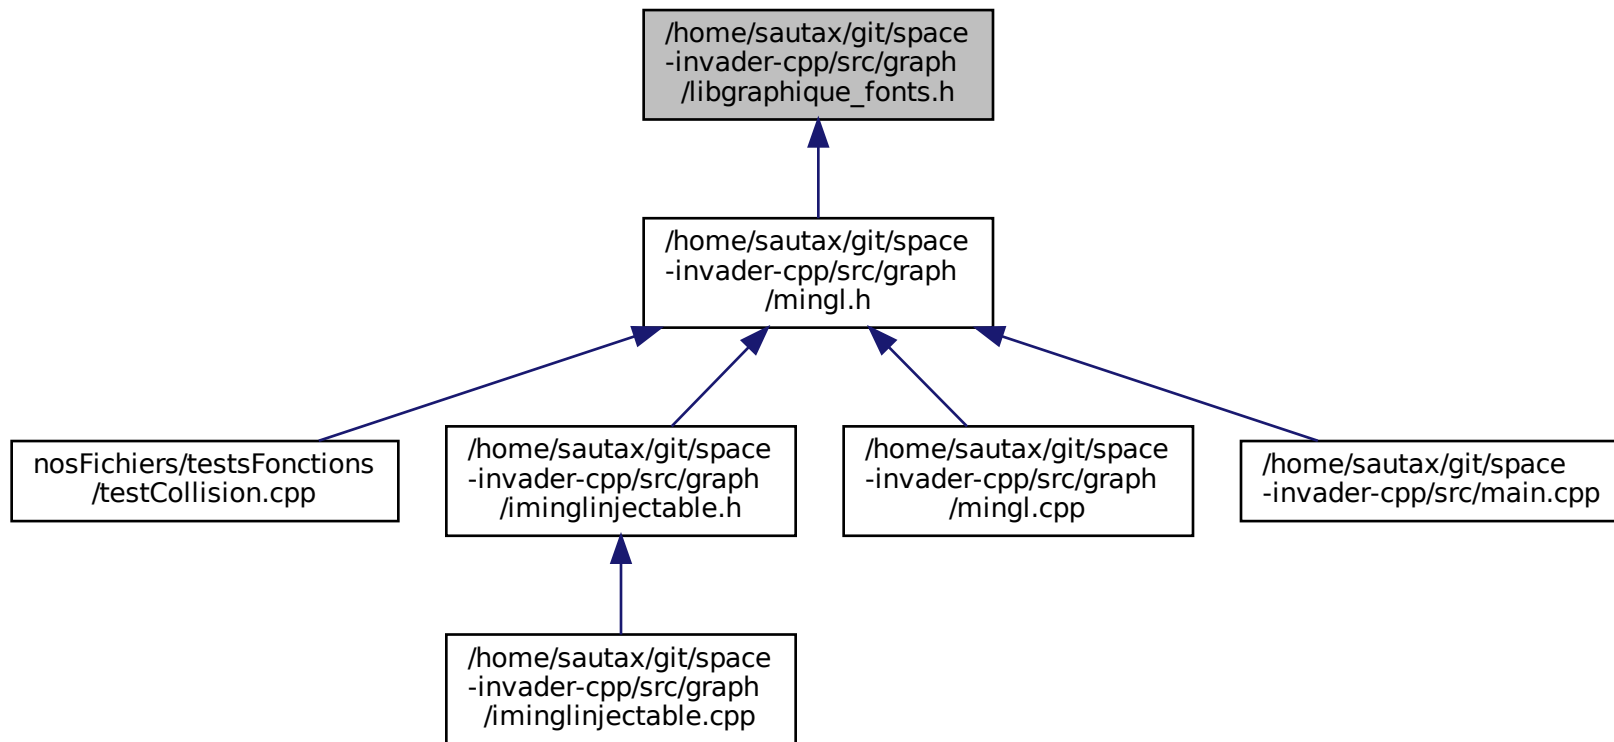 /home/sautax/git/space
-invader-cpp/src/graph
/libgraphique_fonts.h
/home/sautax/git/space
-invader-cpp/src/graph
/mingl.h
nosFichiers/testsFonctions
/testCollision.cpp
/home/sautax/git/space
-invader-cpp/src/graph
/iminglinjectable.h
/home/sautax/git/space
-invader-cpp/src/graph
/mingl.cpp
/home/sautax/git/space
-invader-cpp/src/main.cpp
/home/sautax/git/space
-invader-cpp/src/graph
/iminglinjectable.cpp